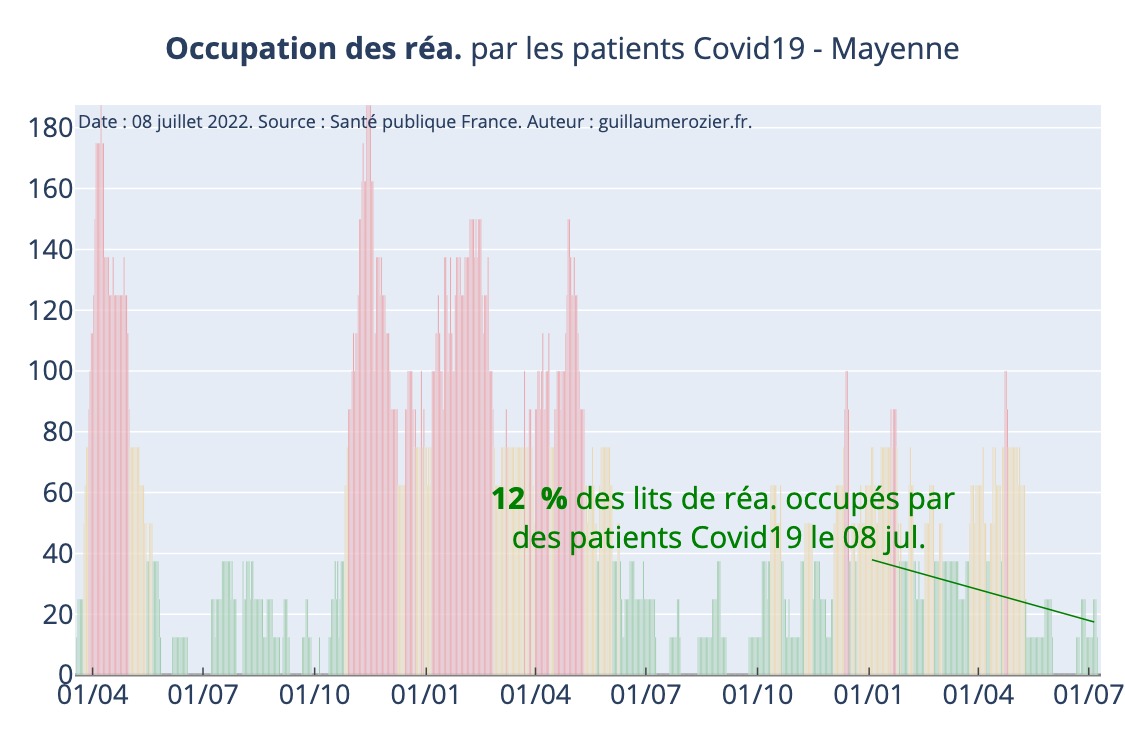 Occupation des réa. par les patients Covid19 - Mayenne
Date : 08 juillet 2022. Source : Santé publique France. Auteur : guillaumerozier.fr.
180
160
140
120
100
80
60
40
20
0
12 % des lits de réa. occupés par
des patients Covid19 le 08 jul.
01/04 01/07 01/10 01/01 01/04 01/07 01/10 01/01 01/04 01/07